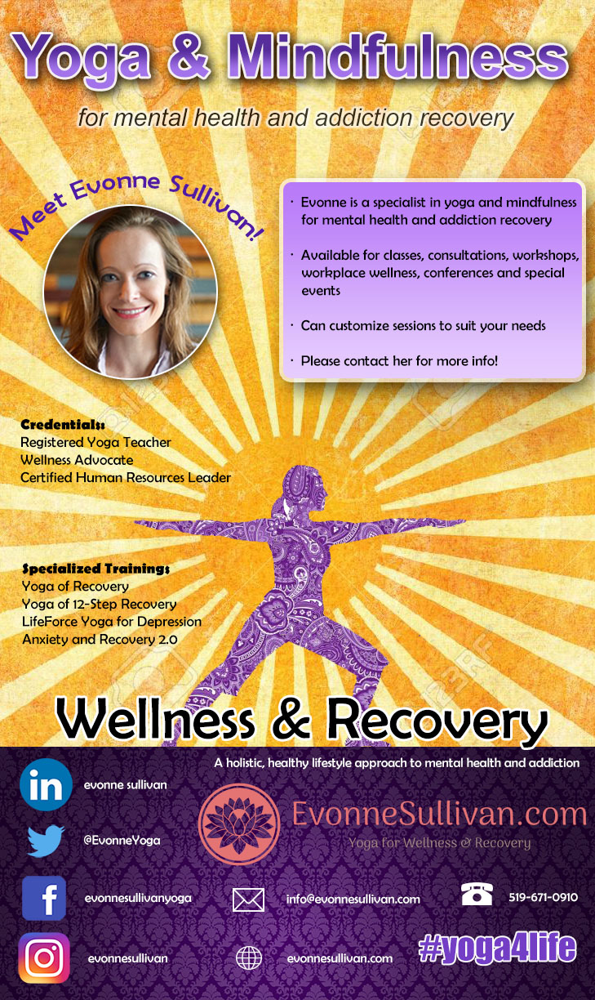 Yoga & Mindfulness
for mental health and addiction recovery
Meet Evonne Sullivan!
· Evonne is a specialist in yoga and mindfulness
for mental health and addiction recovery
· Available for classes, consultations, workshops,
workplace wellness, conferences and special
events
· Can customize sessions to suit your needs
· Please contact her for more info!
Credentials:
Registered Yoga Teacher
Wellness Advocate
Certified Human Resources Leader
Specialized Trainings
Yoga of Recovery
Yoga of 12-Step Recovery
LifeForce Yoga for Depression
Anxiety and Recovery 2.0
Wellness & Recovery
A holistic, healthy lifestyle approach to mental health and addiction
in
evonne sullivan
EvonneSullivan.com
Yoga for Wellness & Recovery
@EvonneYoga
f
evonnesullivanyoga
info@evonnesullivan.com
519-671-0910
evonnesullivan
evonnesullivan.com
#yoga4life